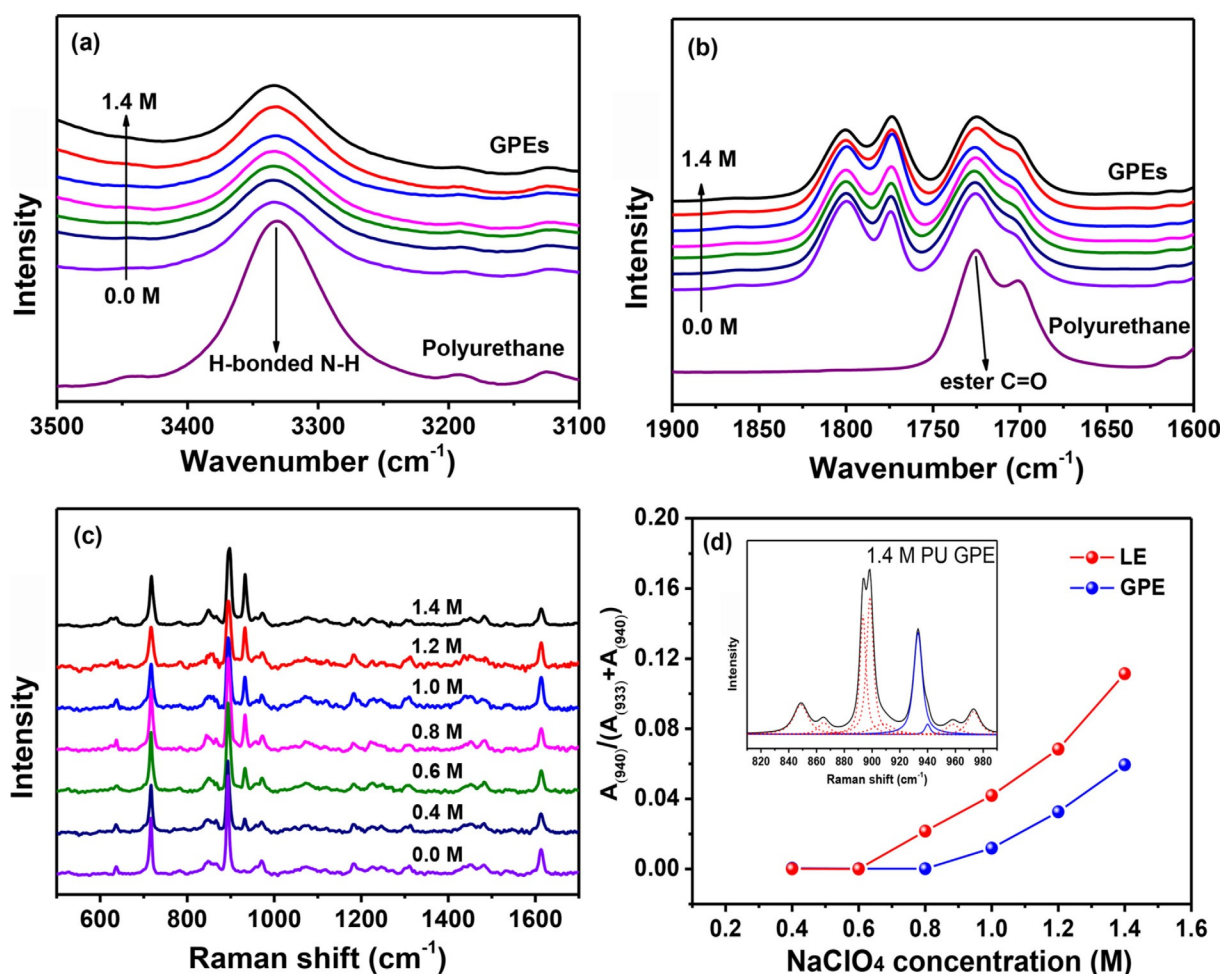 (a)
1.4 M
GPEs
0.0 M
H-bonded N-H
Polyurethane
Intensity
3500 3400 3300 3200 3100
Wavenumber (cm⁻¹)
(b)
1.4 M
GPEs
0.0 M
Polyurethane
ester C=O
Intensity
1900 1850 1800 1750 1700 1650 1600
Wavenumber (cm⁻¹)
(c)
1.4 M
1.2 M
1.0 M
0.8 M
0.6 M
0.4 M
0.0 M
Intensity
600 800 1000 1200 1400 1600
Raman shift (cm⁻¹)
(d)
1.4 M PU GPE
Intensity
820 840 860 880 900 920 940 960 980
Raman shift (cm⁻¹)
LE
GPE
A(940)/(A(933)+A(940))
0.20
0.16
0.12
0.08
0.04
0.00
0.2 0.4 0.6 0.8 1.0 1.2 1.4 1.6
NaClO₄ concentration (M)